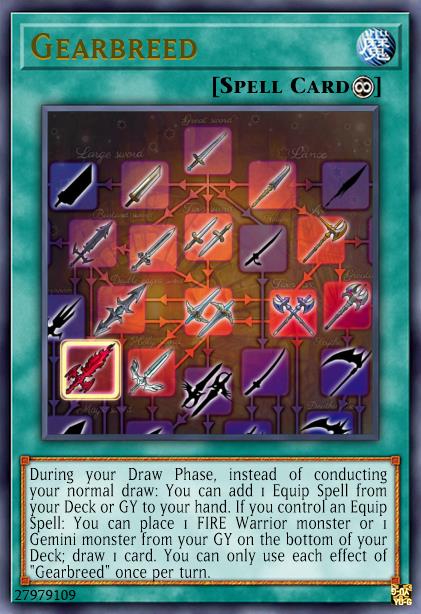 Gearbreed
[Spell Card]
Great sword
Large sword
Lance
During your Draw Phase, instead of conducting
your normal draw: You can add 1 Equip Spell from
your Deck or GY to your hand. If you control an Equip
Spell: You can place 1 FIRE Warrior monster or 1
Gemini monster from your GY on the bottom of your
Deck; draw 1 card. You can only use each effect of
"Gearbreed" once per turn.
27979109